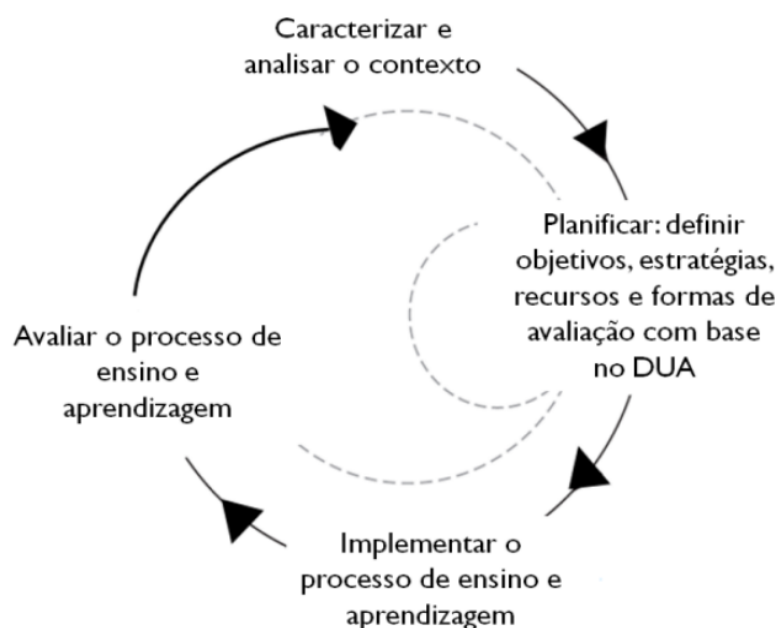 Caracterizar e
analisar o contexto
Planificar: definir
objetivos, estratégias,
recursos e formas de
avaliação com base
no DUA
Implementar o
processo de ensino e
aprendizagem
Avaliar o processo de
ensino e
aprendizagem